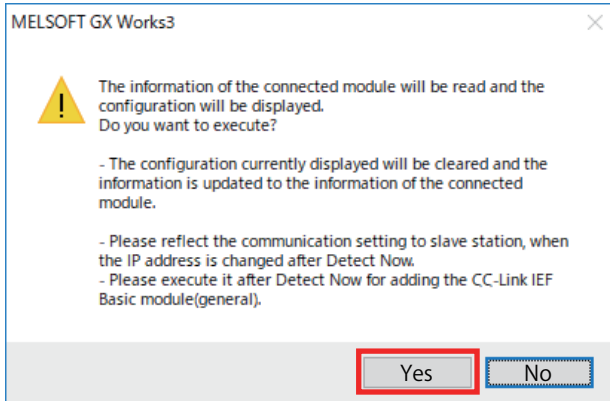 MELSOFT GX Works3
The information of the connected module will be read and the
configuration will be displayed.
Do you want to execute?
- The configuration currently displayed will be cleared and the
information is updated to the information of the connected
module.
- Please reflect the communication setting to slave station, when
the IP address is changed after Detect Now.
- Please execute it after Detect Now for adding the CC-Link IEF
Basic module(general).
Yes No